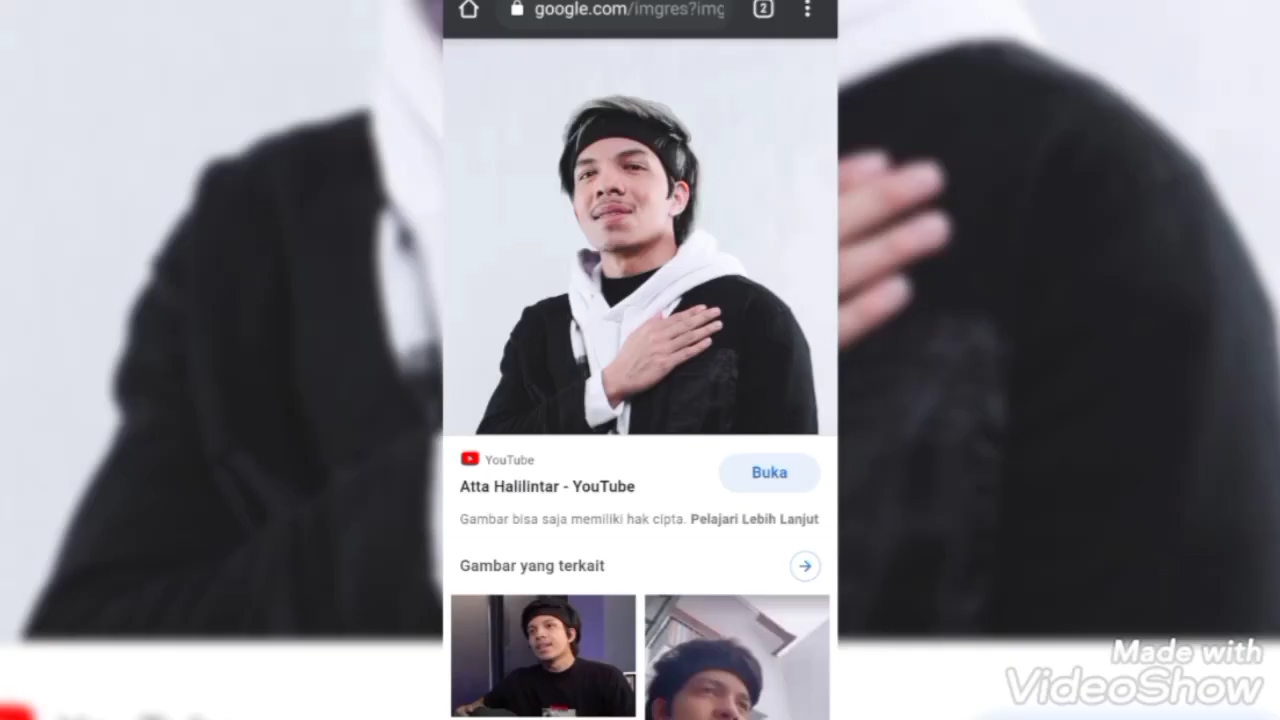 google.com/imgres?img
2
YouTube
Atta Halilintar - YouTube
Buka
Gambar bisa saja memiliki hak cipta. Pelajari Lebih Lanjut
Gambar yang terkait
Made with
VideoShow